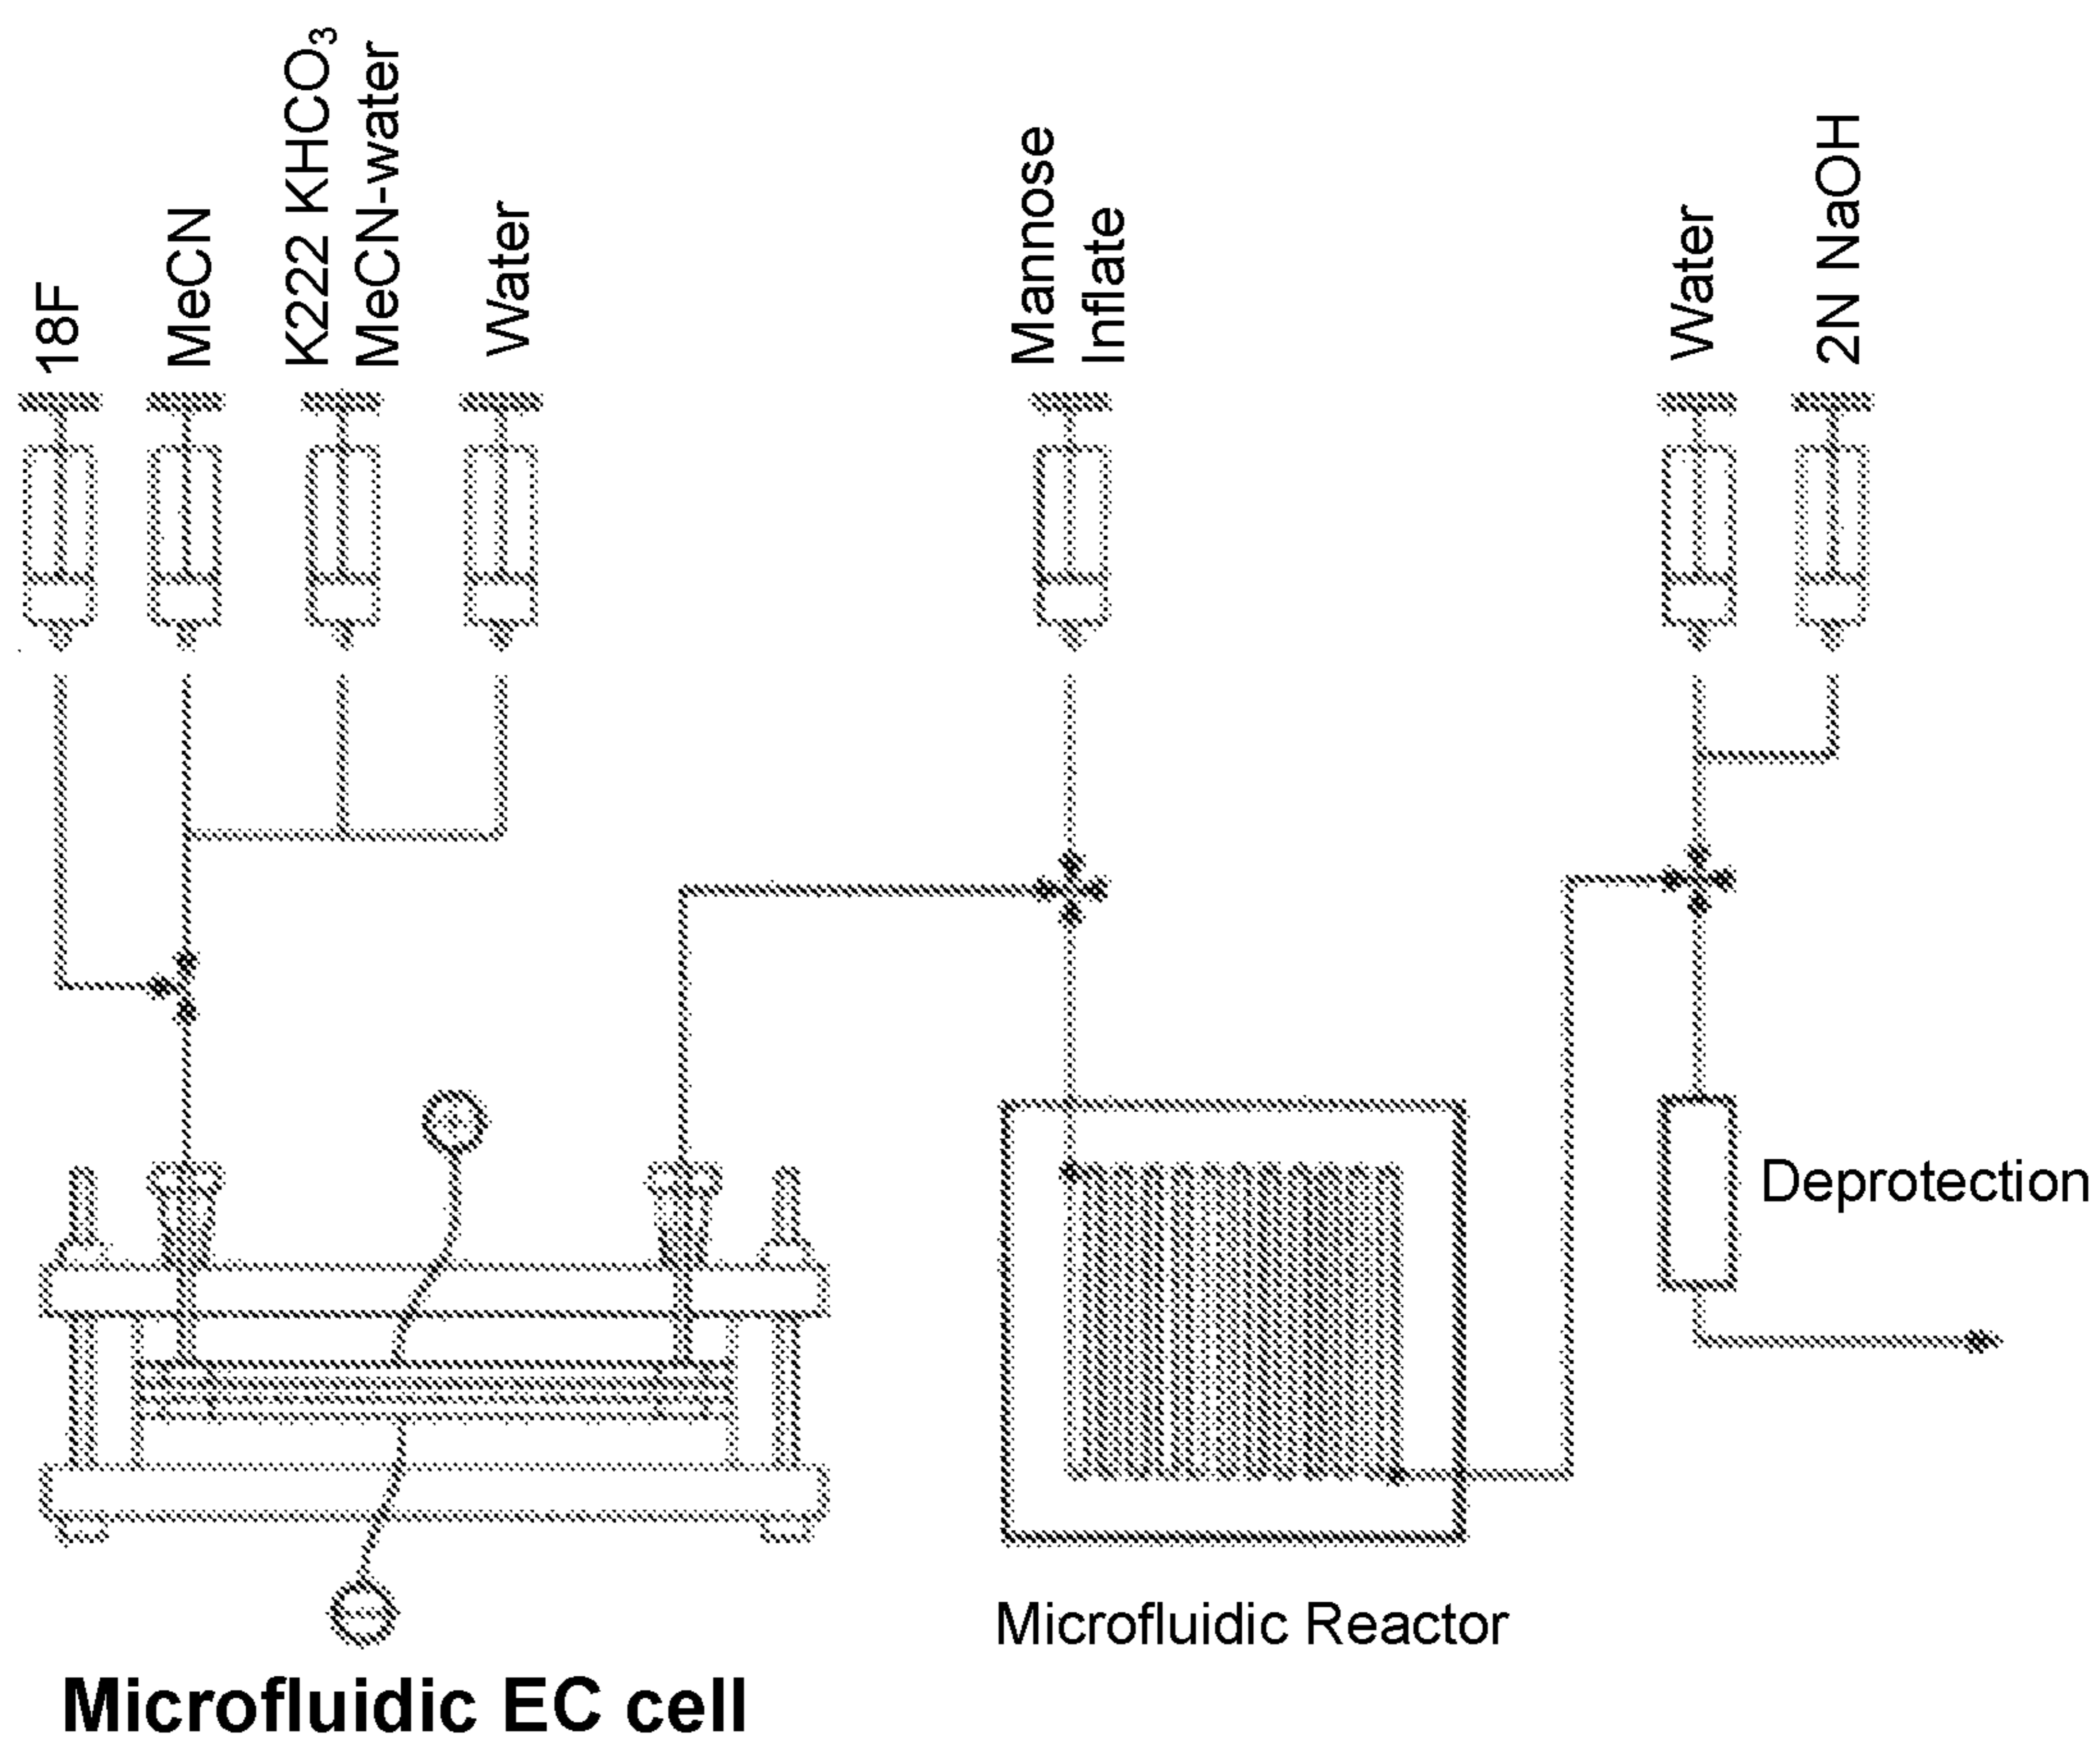 18F
MeCN
K222 KHCO₃
MeCN-water
Water
Mannose
Inflate
Water
2N NaOH
Deprotection
Microfluidic Reactor
Microfluidic EC cell